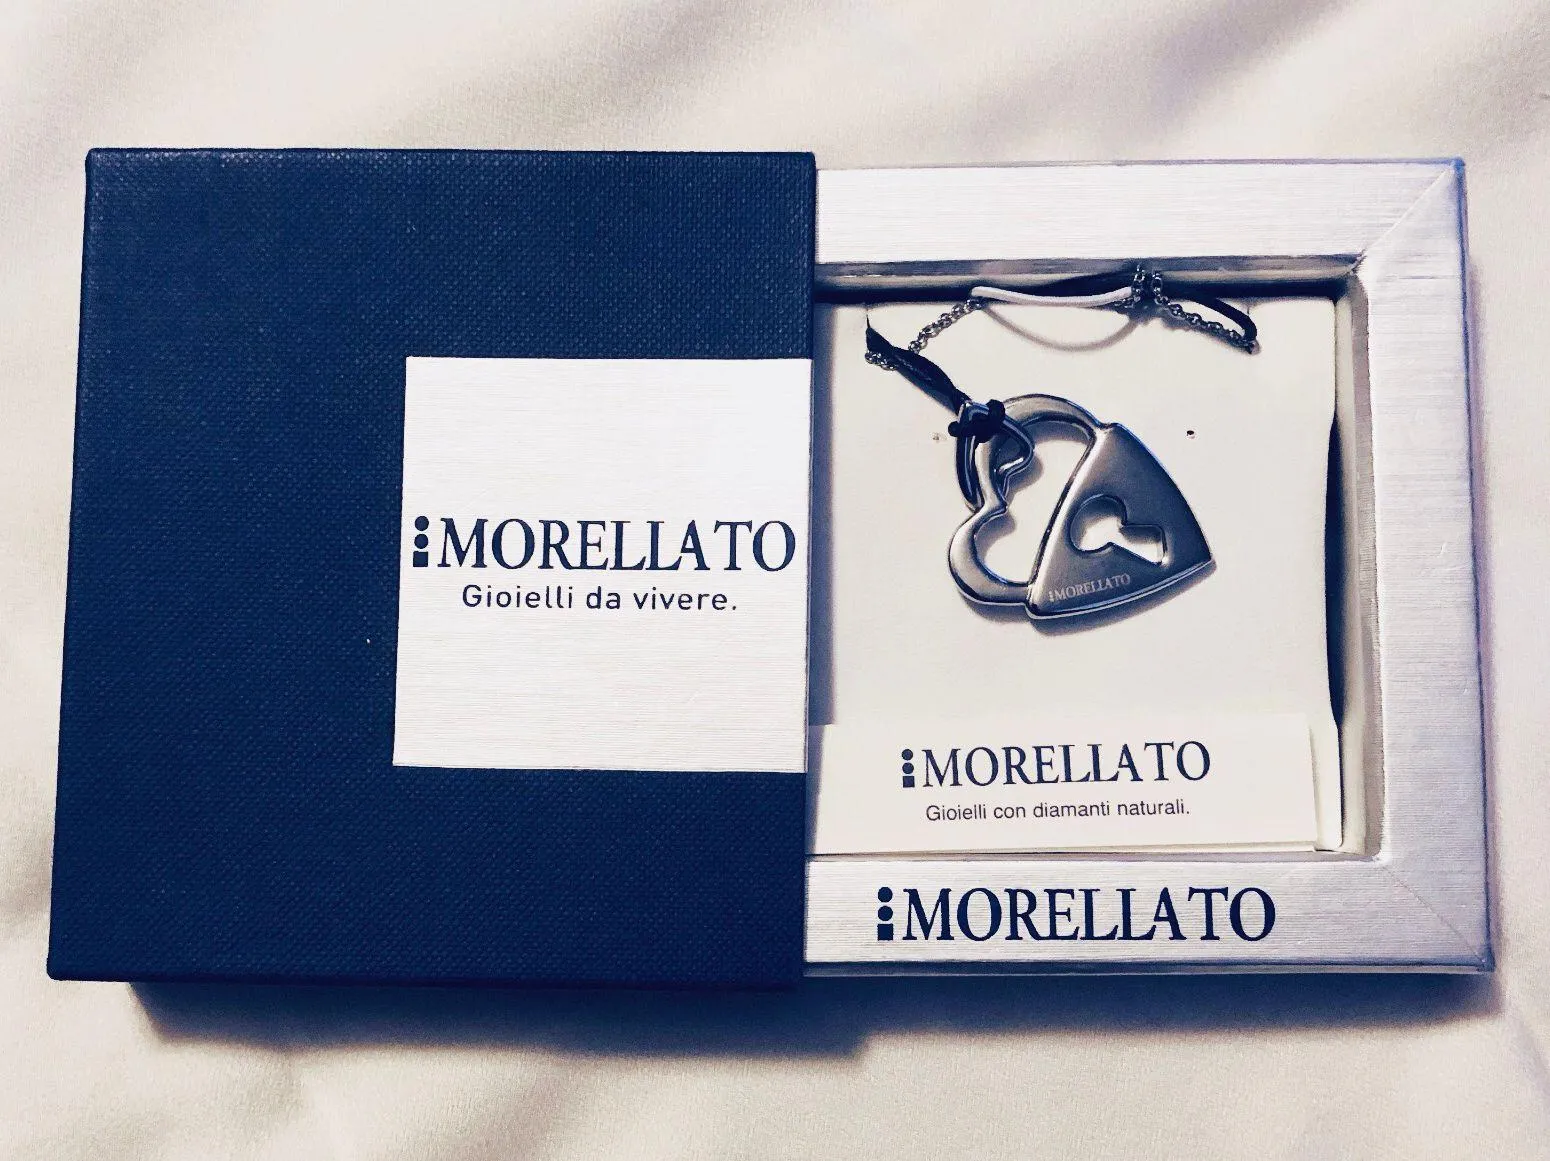 MORELLATO
Gioielli da vivere.
MORELLATO
MORELLATO
Gioielli con diamanti naturali.
MORELLATO